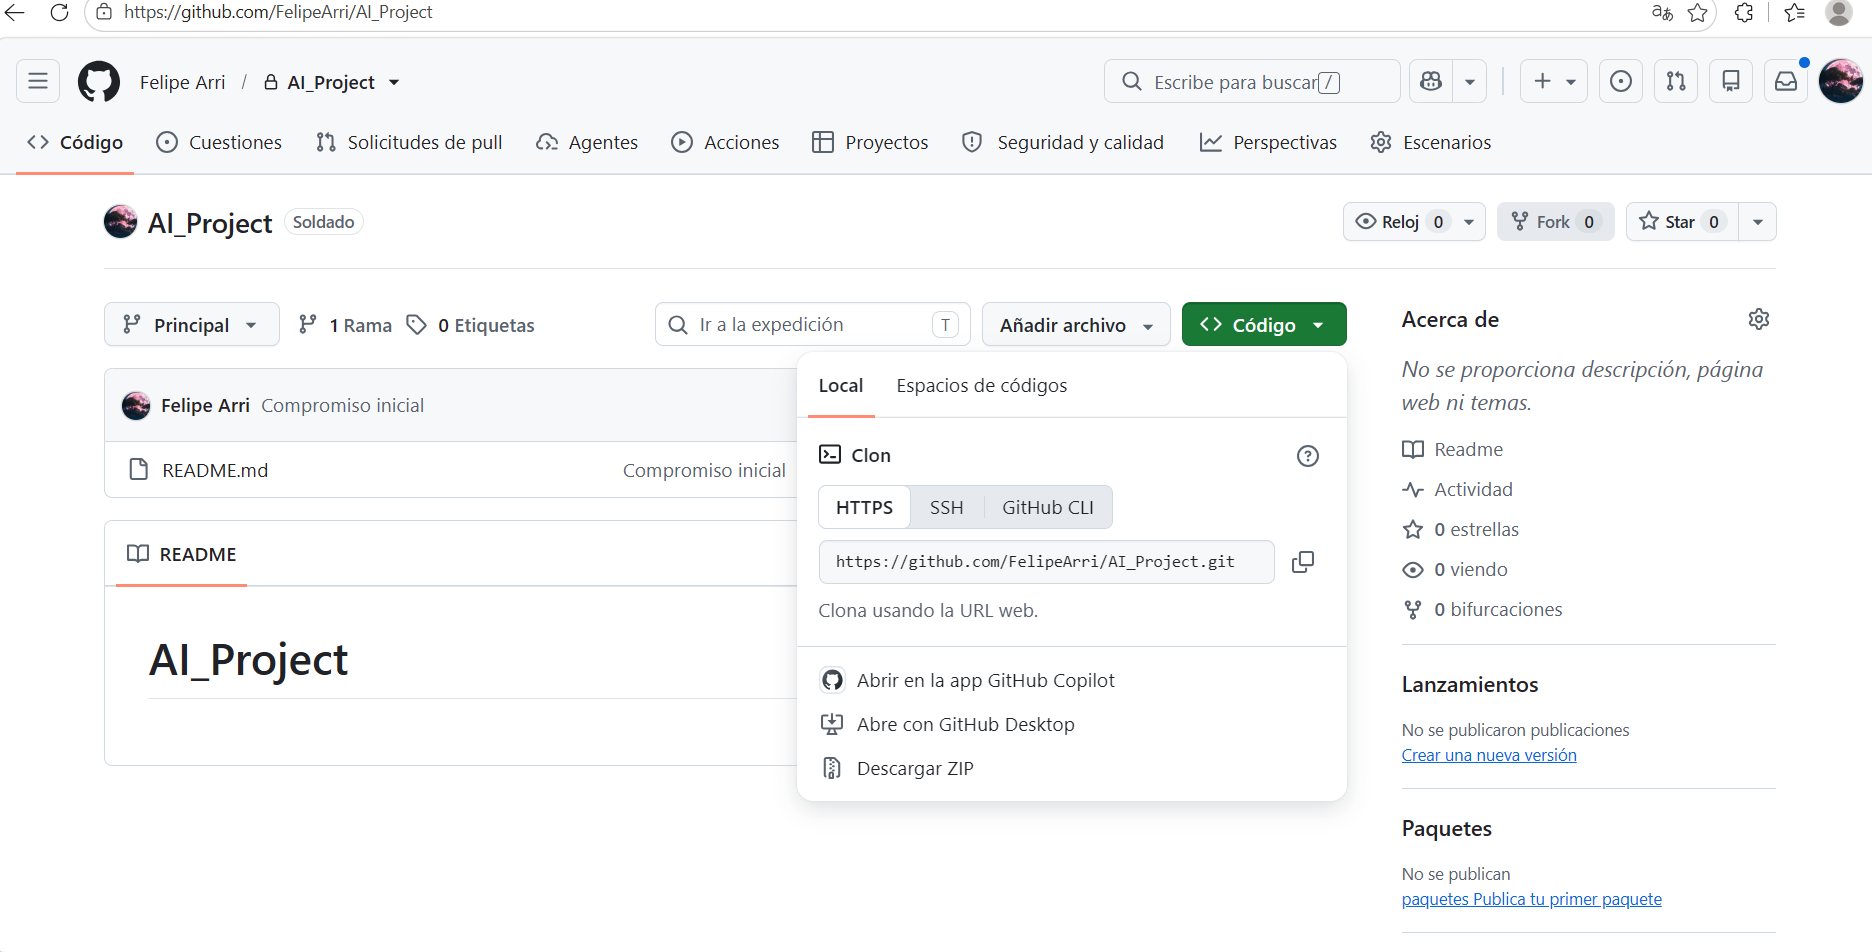 https://github.com/FelipeArri/AI_Project
Felipe Arri / AI_Project
Escribe para buscar /
Código Cuestiones Solicitudes de pull Agentes Acciones Proyectos Seguridad y calidad Perspectivas Escenarios
AI_Project Soldado
Reloj 0 Fork 0 Star 0
Principal 1 Rama 0 Etiquetas
Ir a la expedición T
Añadir archivo
Código
Felipe Arri Compromiso inicial
README.md Compromiso inicial
README
AI_Project
Local Espacios de códigos
Clon
HTTPS SSH GitHub CLI
https://github.com/FelipeArri/AI_Project.git
Clona usando la URL web.
Abrir en la app GitHub Copilot
Abre con GitHub Desktop
Descargar ZIP
Acerca de
No se proporciona descripción, página
web ni temas.
Readme
Actividad
0 estrellas
0 viendo
0 bifurcaciones
Lanzamientos
No se publicaron publicaciones
Crear una nueva versión
Paquetes
No se publican
paquetes Publica tu primer paquete